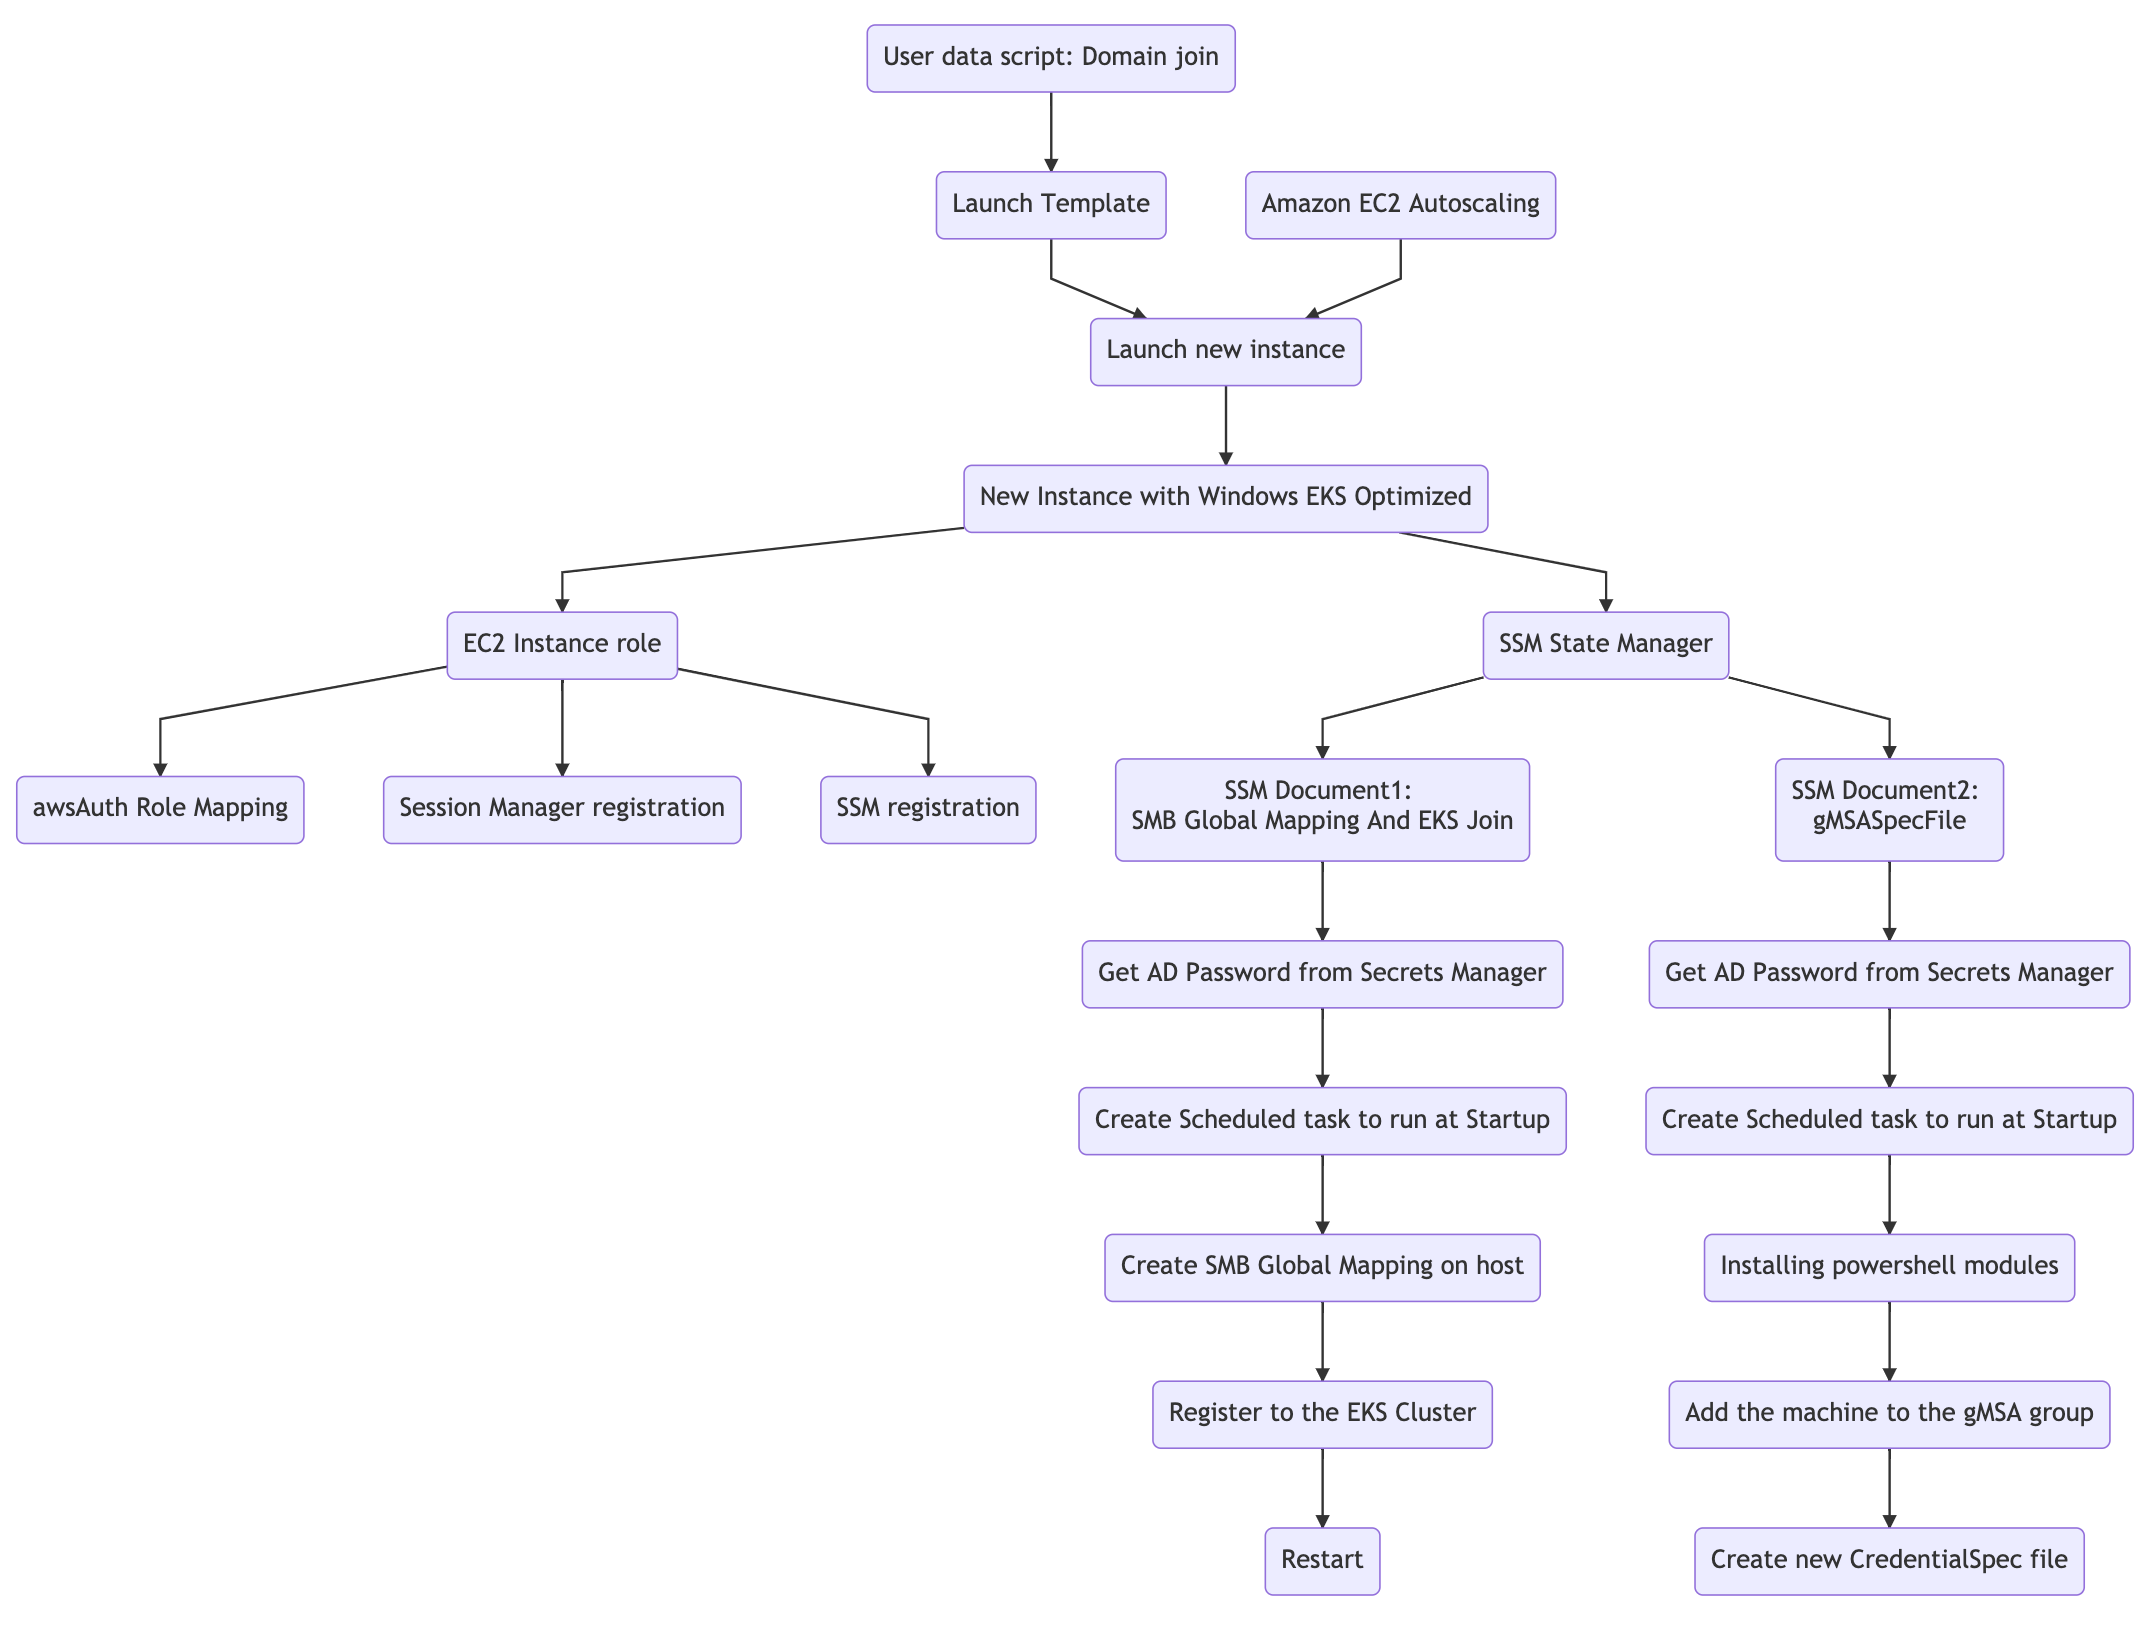 User data script: Domain join
Launch Template
Amazon EC2 Autoscaling
Launch new instance
New Instance with Windows EKS Optimized
EC2 Instance role
SSM State Manager
awsAuth Role Mapping
Session Manager registration
SSM registration
SSM Document1:
SMB Global Mapping And EKS Join
SSM Document2:
gMSASpecFile
Get AD Password from Secrets Manager
Get AD Password from Secrets Manager
Create Scheduled task to run at Startup
Create Scheduled task to run at Startup
Create SMB Global Mapping on host
Installing powershell modules
Register to the EKS Cluster
Add the machine to the gMSA group
Restart
Create new CredentialSpec file